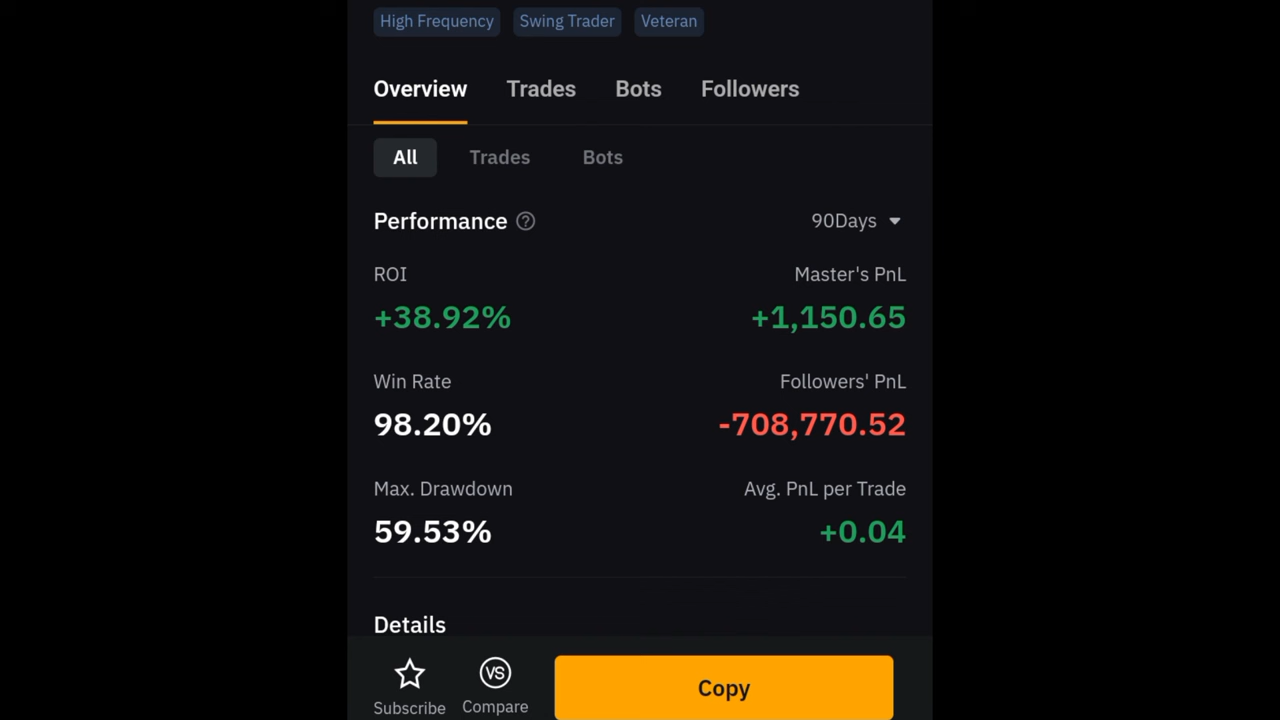 High Frequency Swing Trader Veteran
Overview Trades Bots Followers
All Trades Bots
Performance ? 90Days
ROI Master's PnL
+38.92% +1,150.65
Win Rate Followers' PnL
98.20% -708,770.52
Max. Drawdown Avg. PnL per Trade
59.53% +0.04
Details
VS
Copy
Subscribe Compare